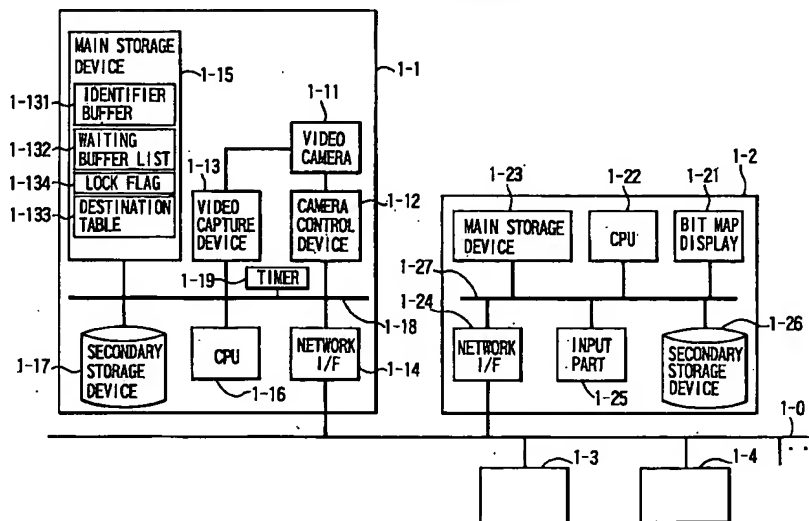 1-1
MAIN STORAGE
DEVICE
1-15
1-131
IDENTIFIER
BUFFER
1-132
WAITING
BUFFER LIST
1-134
LOCK FLAG
1-133
DESTINATION
TABLE
1-11
VIDEO
CAMERA
1-13
VIDEO
CAPTURE
DEVICE
1-12
CAMERA
CONTROL
DEVICE
1-19
TIMER
1-18
1-17
SECONDARY
STORAGE
DEVICE
CPU
1-16
NETWORK
I/F
1-14
1-2
1-23
MAIN STORAGE
DEVICE
1-22
CPU
1-21
BIT MAP
DISPLAY
1-27
1-24
NETWORK
I/F
INPUT
PART
1-25
1-26
SECONDARY
STORAGE
DEVICE
1-0
1-3
1-4